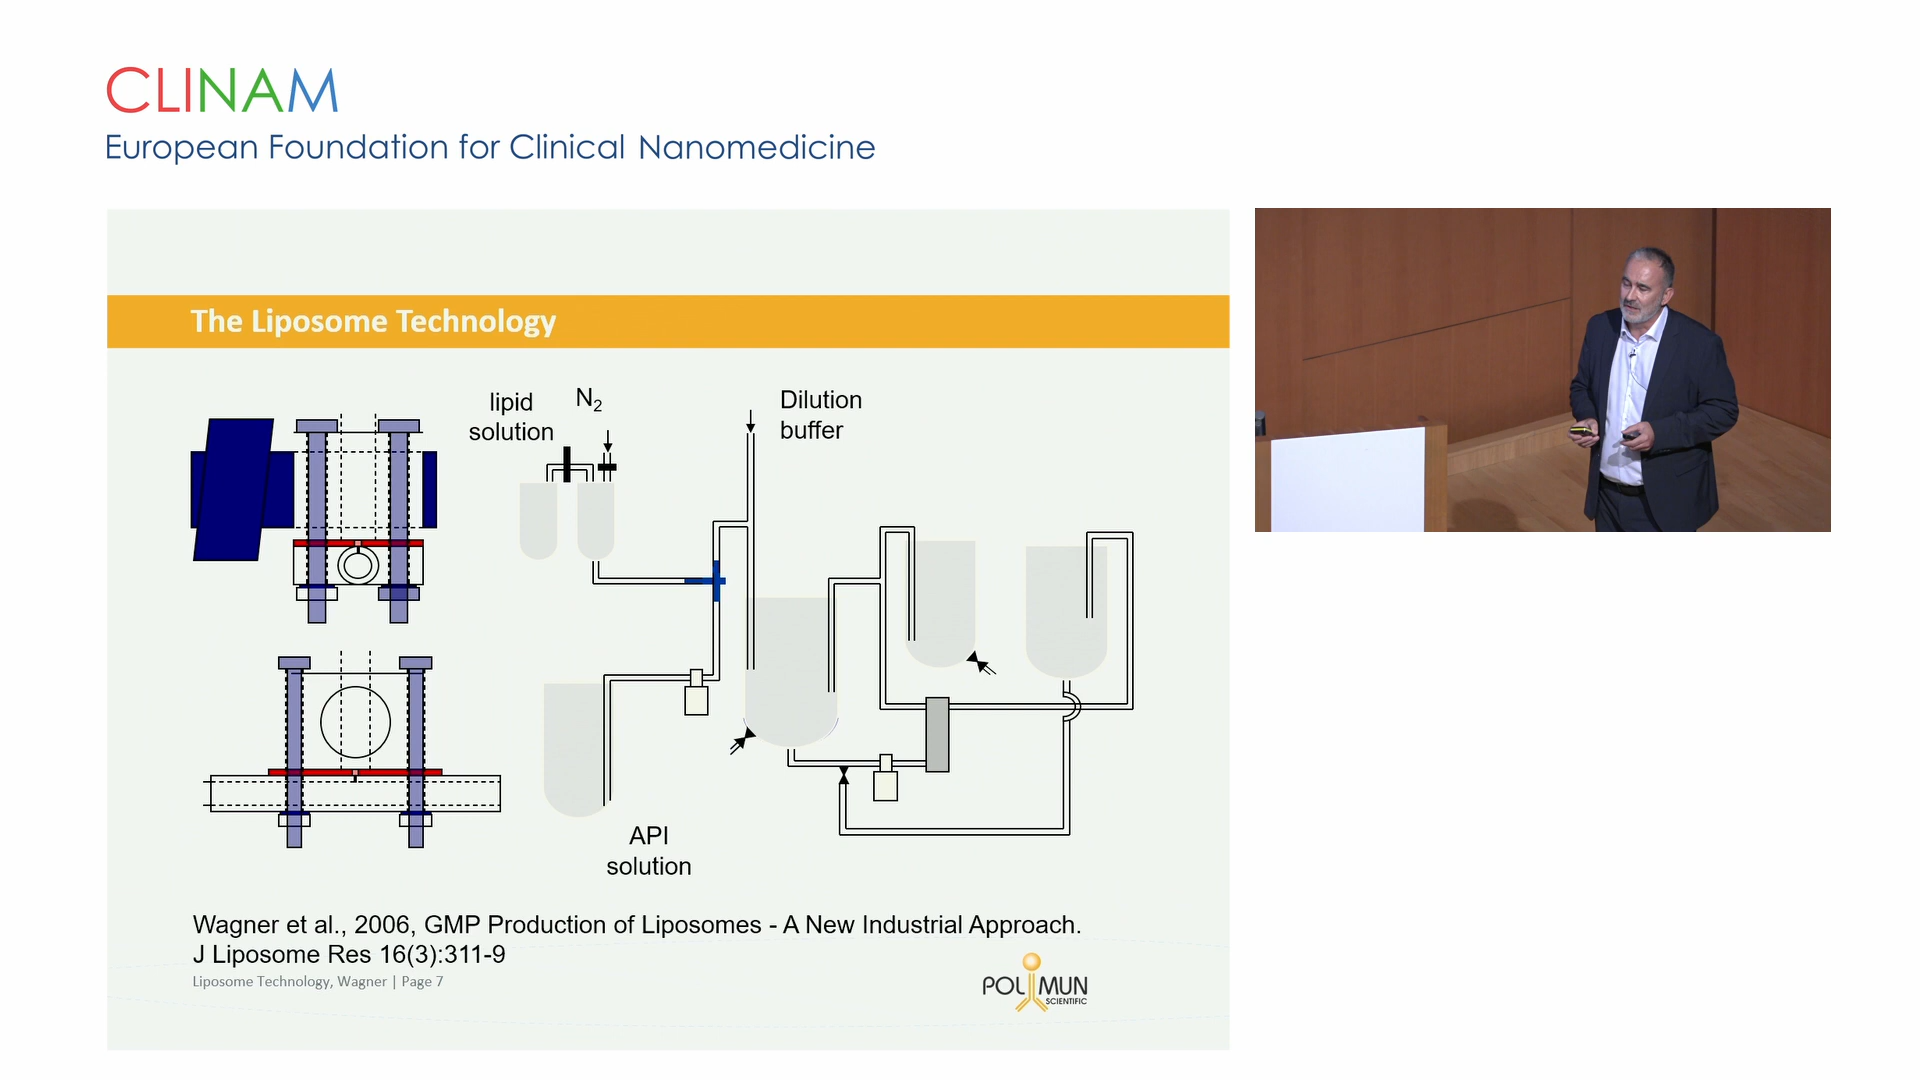 CLINAM
European Foundation for Clinical Nanomedicine
The Liposome Technology
lipid
solution
N2
Dilution
buffer
API
solution
Wagner et al., 2006, GMP Production of Liposomes - A New Industrial Approach.
J Liposome Res 16(3):311-9
Liposome Technology, Wagner | Page 7
POLYMUN
SCIENTIFIC